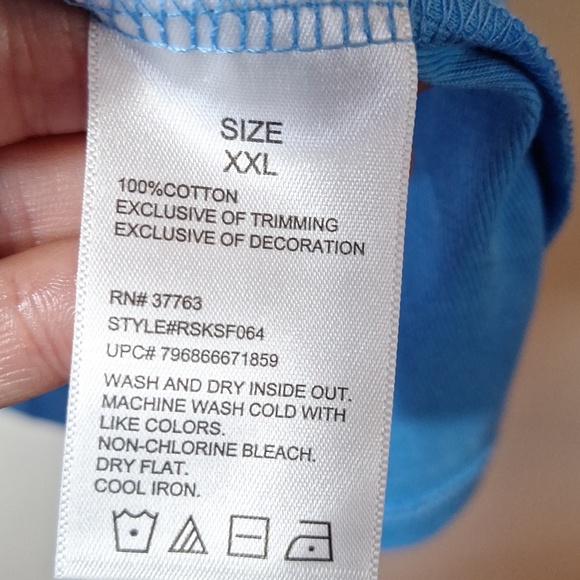 SIZE
XXL
100%COTTON
EXCLUSIVE OF TRIMMING
EXCLUSIVE OF DECORATION
RN# 37763
STYLE#RSKSF064
UPC# 796866671859
WASH AND DRY INSIDE OUT.
MACHINE WASH COLD WITH
LIKE COLORS.
NON-CHLORINE BLEACH.
DRY FLAT.
COOL IRON.